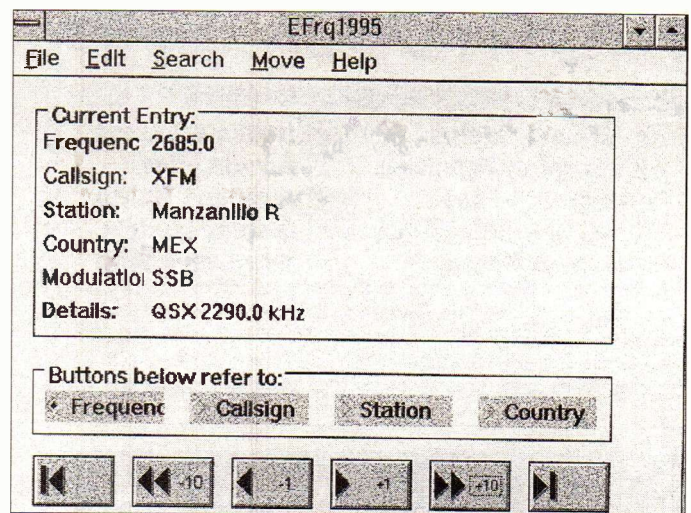 EFrq1995
File Edit Search Move Help
Current Entry:
Frequenc 2685.0
Callsign: XFM
Station: Manzanillo R
Country: MEX
Modulatio SSB
Details: QSX 2290.0 kHz
Buttons below refer to:
Frequenc Callsign Station Country
-10 -1 +1 +10